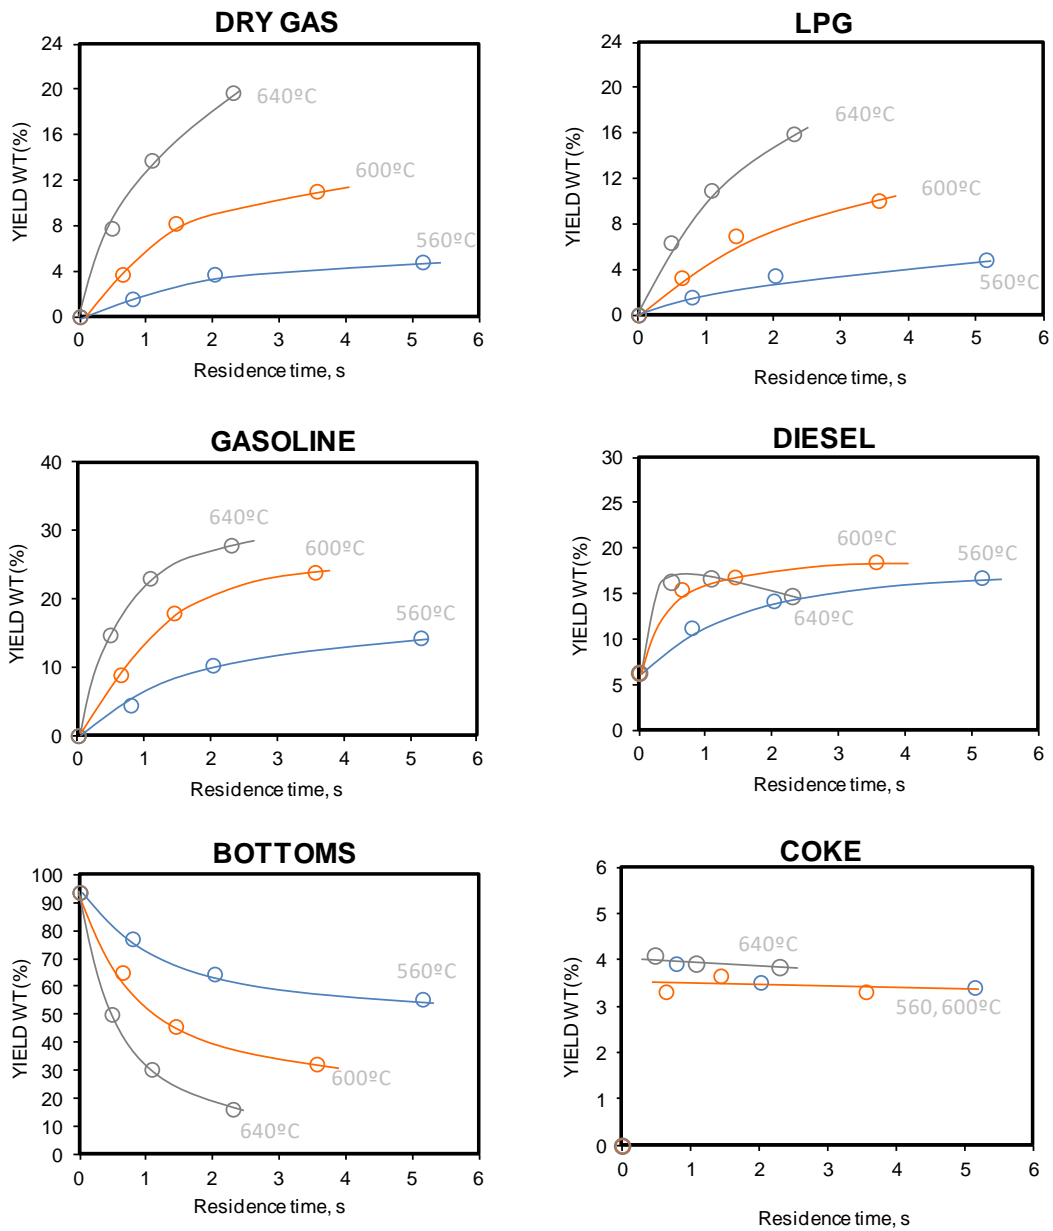 DRY GAS
24
20
16
12
8
4
0
YIELD WT(%)
640ºC
600ºC
560ºC
0 1 2 3 4 5 6
Residence time, s
LPG
24
20
16
12
8
4
0
YIELD WT(%)
640ºC
600ºC
560ºC
0 1 2 3 4 5 6
Residence time, s
GASOLINE
40
30
20
10
0
YIELD WT(%)
640ºC
600ºC
560ºC
0 1 2 3 4 5 6
Residence time, s
DIESEL
30
25
20
15
10
5
0
YIELD WT(%)
600ºC
560ºC
640ºC
0 1 2 3 4 5 6
Residence time, s
BOTTOMS
100
90
80
70
60
50
40
30
20
10
0
YIELD WT(%)
560ºC
600ºC
640ºC
0 1 2 3 4 5 6
Residence time, s
COKE
6
5
4
3
2
1
0
YIELD WT(%)
640ºC
560,600ºC
0 1 2 3 4 5 6
Residence time, s